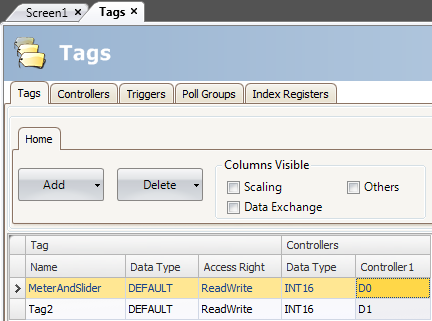 Screen1 × Tags ×
Tags
Tags Controllers Triggers Poll Groups Index Registers
Home
Add Delete
Columns Visible
Scaling Others
Data Exchange
Tag Controllers
Name Data Type Access Right Data Type Controller1
MeterAndSlider DEFAULT ReadWrite INT16 D0
Tag2 DEFAULT ReadWrite INT16 D1